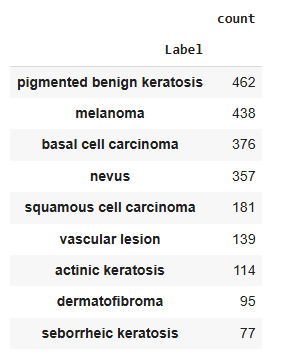 count
Label
pigmented benign keratosis 462
melanoma 438
basal cell carcinoma 376
nevus 357
squamous cell carcinoma 181
vascular lesion 139
actinic keratosis 114
dermatofibroma 95
seborrheic keratosis 77